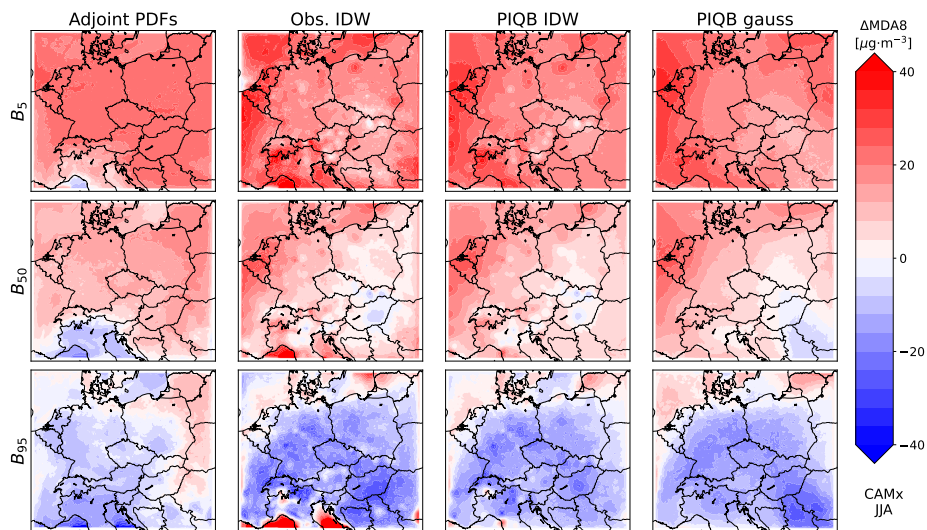 Adjoint PDFs Obs. IDW PIQB IDW PIQB gauss
ΔMDA8
[μg·m⁻³]
B₅
B₅₀
B₉₅
40
20
0
−20
−40
CAMx
JJA